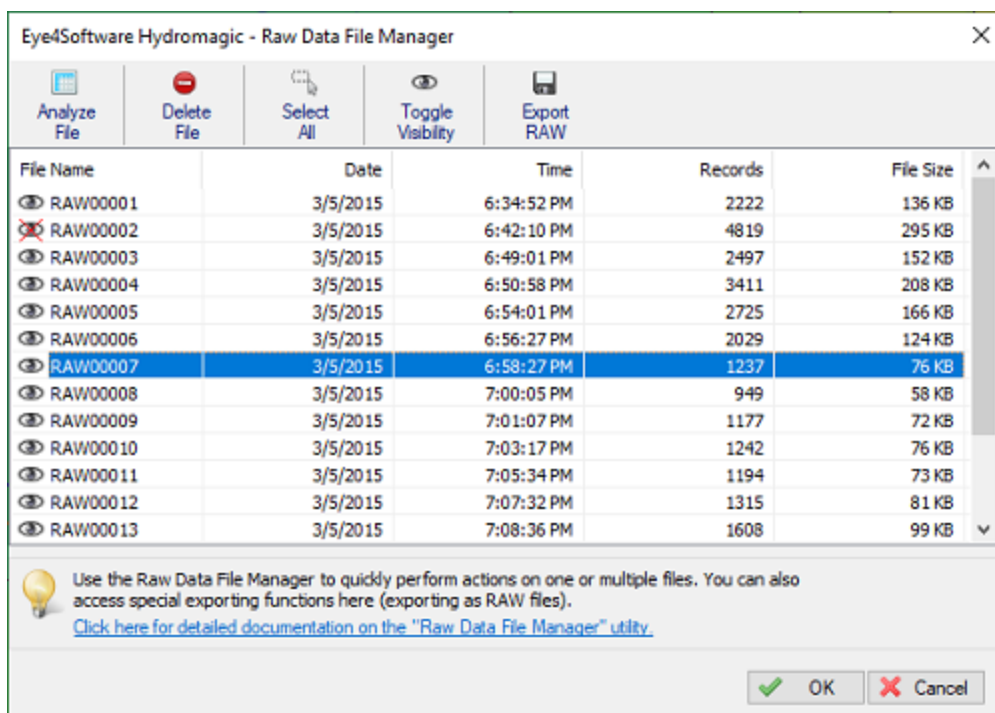 Eye4Software Hydromagic - Raw Data File Manager
Analyze File Delete File Select All Toggle Visibility Export RAW
File Name Date Time Records File Size
RAW00001 3/5/2015 6:34:52 PM 2222 136 KB
RAW00002 3/5/2015 6:42:10 PM 4819 295 KB
RAW00003 3/5/2015 6:49:01 PM 2497 152 KB
RAW00004 3/5/2015 6:50:58 PM 3411 208 KB
RAW00005 3/5/2015 6:54:01 PM 2725 166 KB
RAW00006 3/5/2015 6:56:27 PM 2029 124 KB
RAW00007 3/5/2015 6:58:27 PM 1237 76 KB
RAW00008 3/5/2015 7:00:05 PM 949 58 KB
RAW00009 3/5/2015 7:01:07 PM 1177 72 KB
RAW00010 3/5/2015 7:03:17 PM 1242 76 KB
RAW00011 3/5/2015 7:05:34 PM 1194 73 KB
RAW00012 3/5/2015 7:07:32 PM 1315 81 KB
RAW00013 3/5/2015 7:08:36 PM 1608 99 KB
Use the Raw Data File Manager to quickly perform actions on one or multiple files. You can also
access special exporting functions here (exporting as RAW files).
Click here for detailed documentation on the "Raw Data File Manager" utility.
OK Cancel